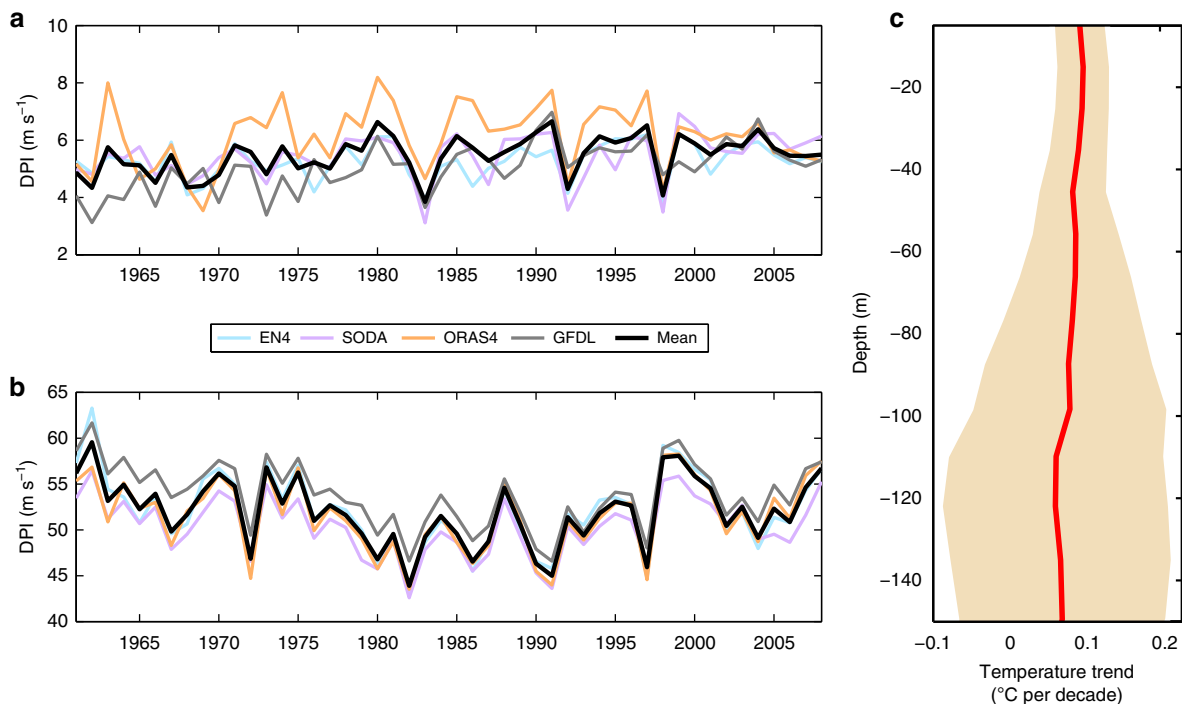 a
10
8
6
4
2
DPI (m s⁻¹)
1965 1970 1975 1980 1985 1990 1995 2000 2005
EN4 SODA ORAS4 GFDL Mean
b
65
60
55
50
45
40
DPI (m s⁻¹)
1965 1970 1975 1980 1985 1990 1995 2000 2005
c
−20
−40
−60
−80
−100
−120
−140
Depth (m)
−0.1 0 0.1 0.2
Temperature trend
(°C per decade)